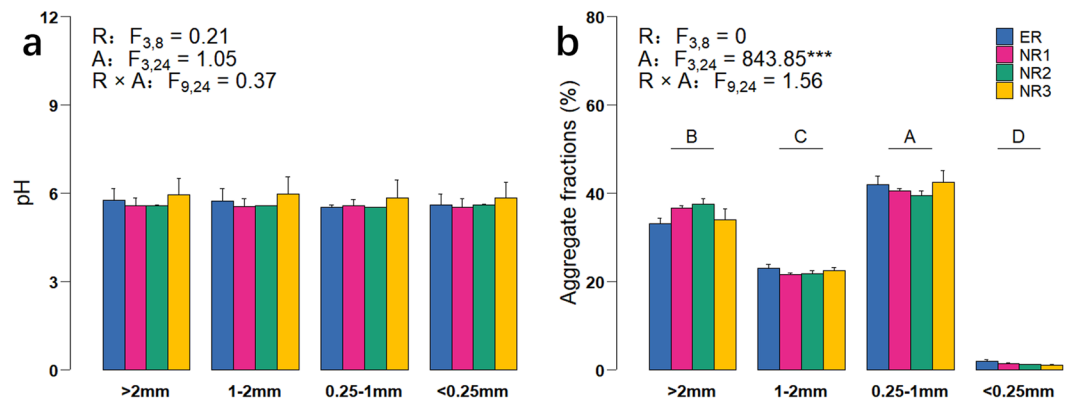 a
12
9
6
3
0
pH
R: F3,8 = 0.21
A: F3,24 = 1.05
R × A: F9,24 = 0.37
>2mm 1-2mm 0.25-1mm <0.25mm
b
80
60
40
20
0
Aggregate fractions (%)
R: F3,8 = 0
A: F3,24 = 843.85***
R × A: F9,24 = 1.56
ER
NR1
NR2
NR3
B C A D
>2mm 1-2mm 0.25-1mm <0.25mm